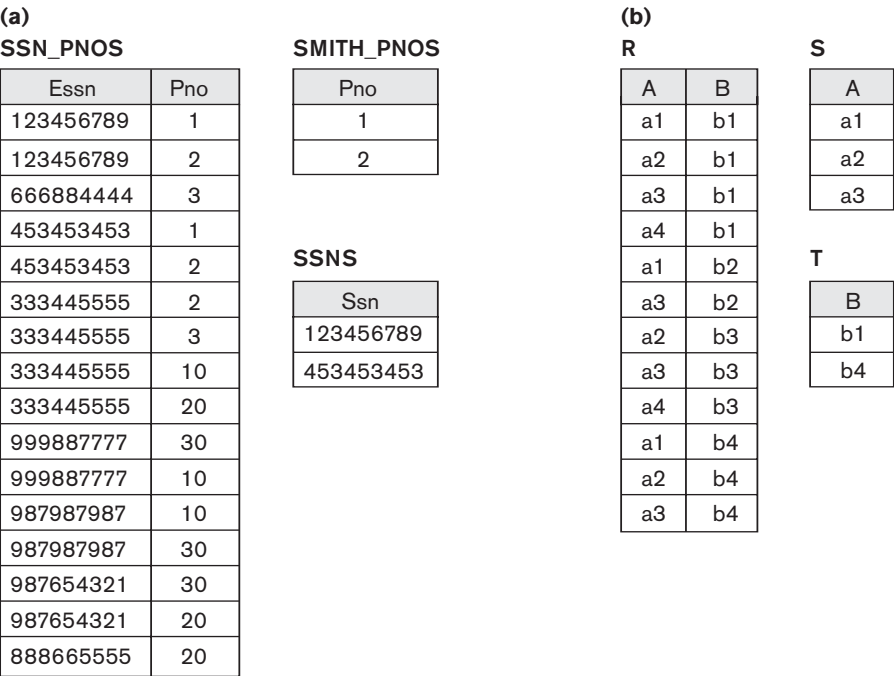 (a)
SSN_PNOS
Essn Pno
123456789 1
123456789 2
666884444 3
453453453 1
453453453 2
333445555 2
333445555 3
333445555 10
333445555 20
999887777 30
999887777 10
987987987 10
987987987 30
987654321 30
987654321 20
888665555 20
SMITH_PNOS
Pno
1
2
SSNS
Ssn
123456789
453453453
(b)
R
A B
a1 b1
a2 b1
a3 b1
a4 b1
a1 b2
a3 b2
a2 b3
a3 b3
a4 b3
a1 b4
a2 b4
a3 b4
S
A
a1
a2
a3
T
B
b1
b4